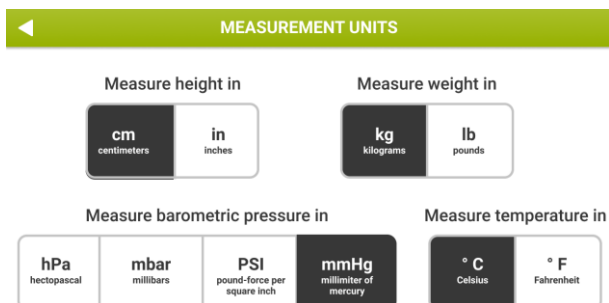 MEASUREMENT UNITS
Measure height in
Measure weight in
cm
centimeters
in
inches
kg
kilograms
lb
pounds
Measure barometric pressure in
Measure temperature in
hPa
hectopascal
mbar
millibars
PSI
pound-force per
square inch
mmHg
millimiter of
mercury
° C
Celsius
° F
Fahrenheit